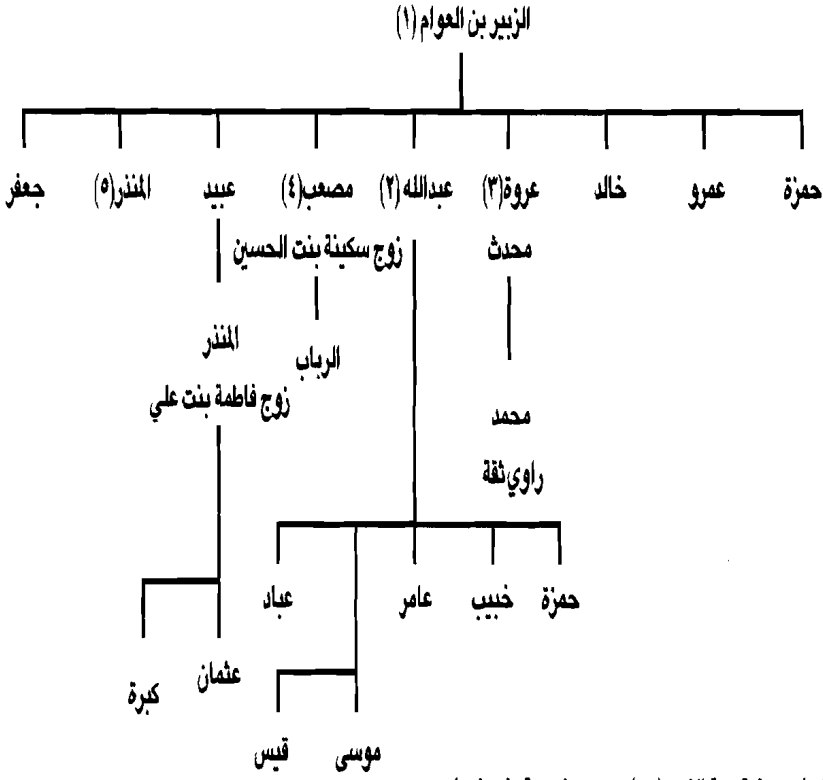 الزبير بن العوام (١)
حمزة عمرو خالد عروة (٣) عبدالله (٢) مصعب (٤) عبيد المنذر (٥) جعفر
محدث زوج سكينة بنت الحسين
المنذر
الرباب
زوج فاطمة بنت علي
محمد
راوي ثقة
حمزة خبيب عامر عباد
عثمان كبرة
موسى قيس